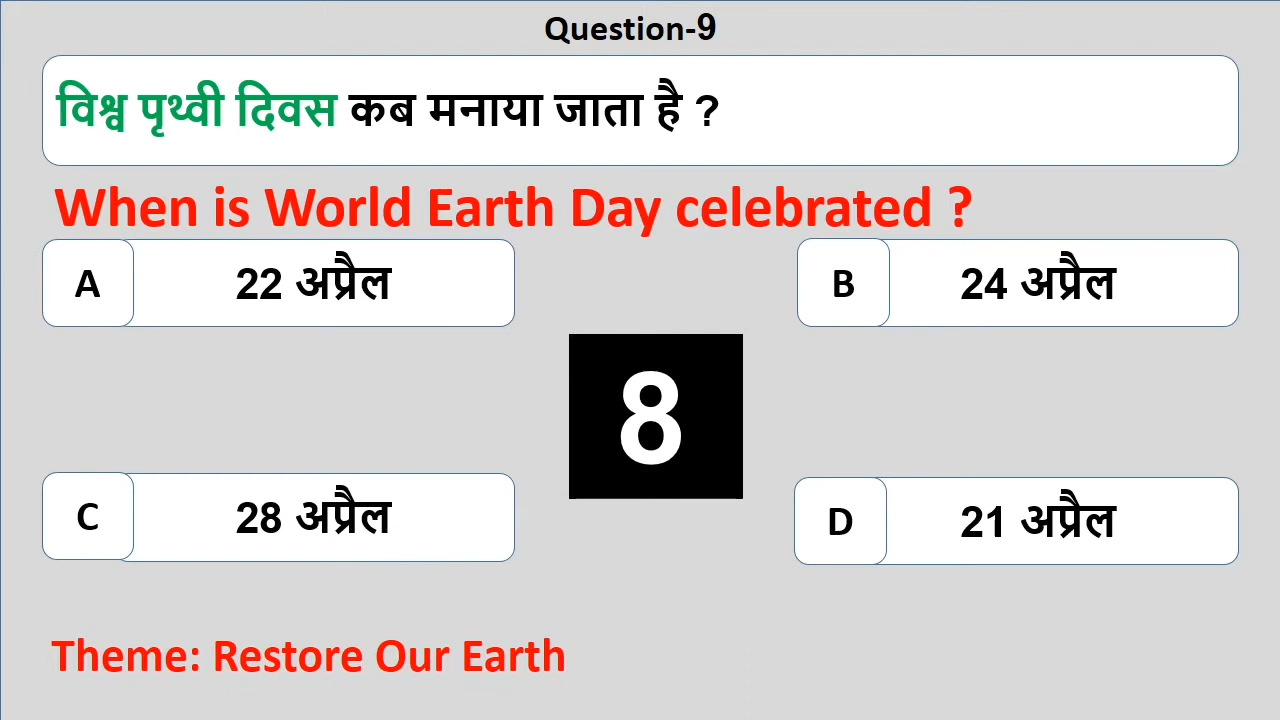 Question-9
विश्व पृथ्वी दिवस कब मनाया जाता है ?
When is World Earth Day celebrated ?
A 22 अप्रैल
B 24 अप्रैल
8
C 28 अप्रैल
D 21 अप्रैल
Theme: Restore Our Earth